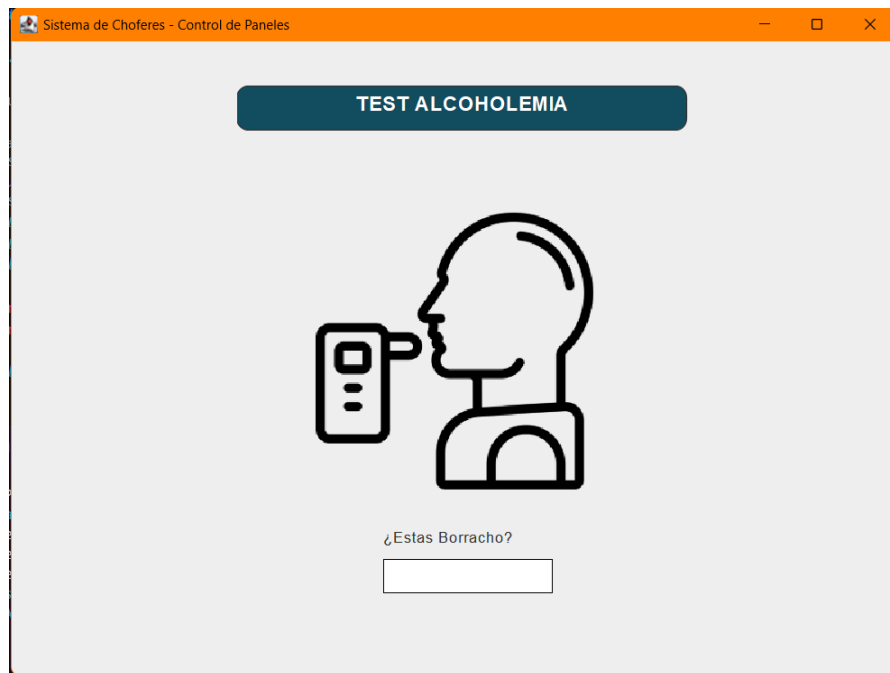 Sistema de Choferes - Control de Paneles
TEST ALCOHOLEMIA
¿Estas Borracho?